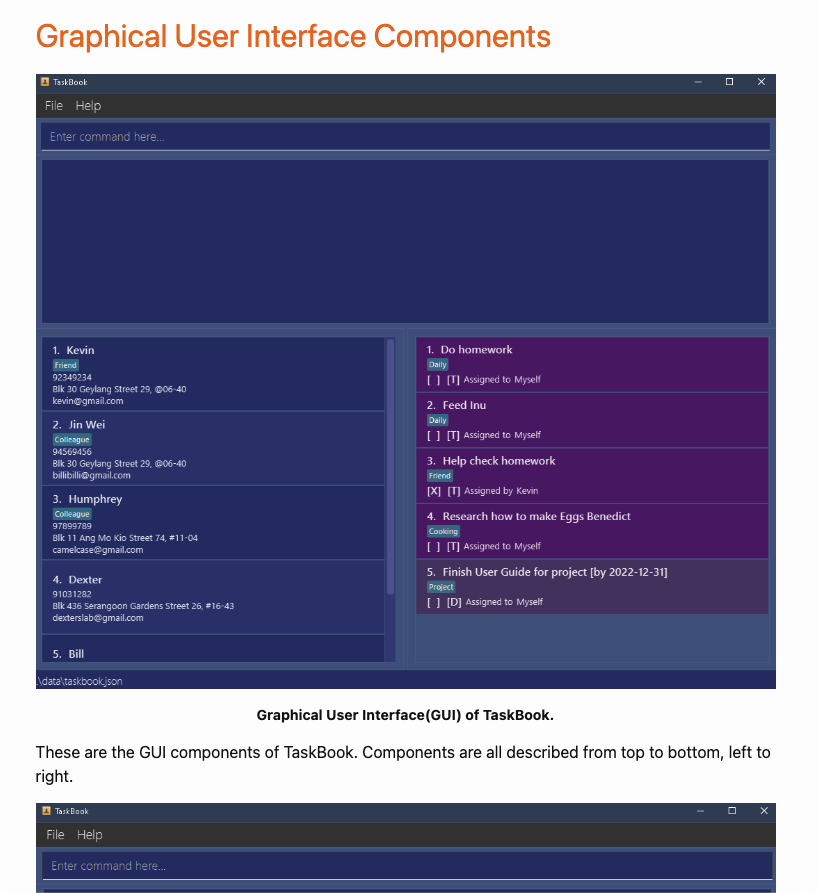 Graphical User Interface Components
TaskBook
File Help
Enter command here...
1. Kevin
Friend
92349234
Blk 30 Geylang Street 29, @06-40
kevin@gmail.com
2. Jin Wei
Colleague
94569456
Blk 30 Geylang Street 29, @06-40
billibilli@gmail.com
3. Humphrey
Colleague
97899789
Blk 11 Ang Mo Kio Street 74, #11-04
camelcase@gmail.com
4. Dexter
91031282
Blk 436 Serangoon Gardens Street 26, #16-43
dexterslab@gmail.com
5. Bill
1. Do homework
Daily
[ ] [T] Assigned to Myself
2. Feed Inu
Daily
[ ] [T] Assigned to Myself
3. Help check homework
Friend
[X] [T] Assigned by Kevin
4. Research how to make Eggs Benedict
Cooking
[ ] [T] Assigned to Myself
5. Finish User Guide for project [by 2022-12-31]
Project
[ ] [D] Assigned to Myself
.\data\taskbook.json
Graphical User Interface(GUI) of TaskBook.
These are the GUI components of TaskBook. Components are all described from top to bottom, left to
right.
TaskBook
File Help
Enter command here...